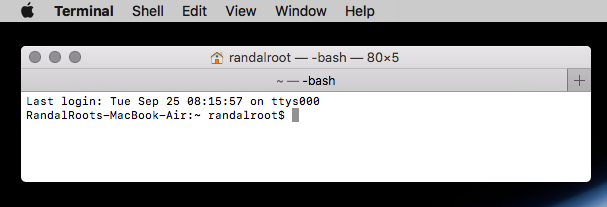 Terminal Shell Edit View Window Help
randalroot — -bash — 80×5
~ — -bash
Last login: Tue Sep 25 08:15:57 on ttys000
RandalRoots-MacBook-Air:~ randalroot$